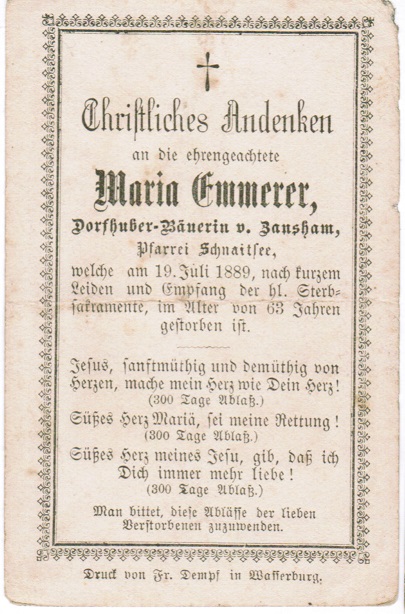 Christliches Andenken
an die ehrengeachtete
Maria Emmerer,
Dorfhuber-Bäuerin v. Zansham,
Pfarrei Schnaitsee,
welche am 19. Juli 1889, nach kurzem
Leiden und Empfang der hl. Sterb-
sakramente, im Alter von 63 Jahren
gestorben ist.
Jesus, sanftmüthig und demüthig von
Herzen, mache mein Herz wie Dein Herz!
(300 Tage Ablaß.)
Süßes Herz Mariä, sei meine Rettung!
(300 Tage Ablaß.)
Süßes Herz meines Jesu, gib, daß ich
Dich immer mehr liebe!
(300 Tage Ablaß.)
Man bittet, diese Ablässe der lieben
Verstorbenen zuzuwenden.
Druck von Fr. Dempf in Wasserburg.